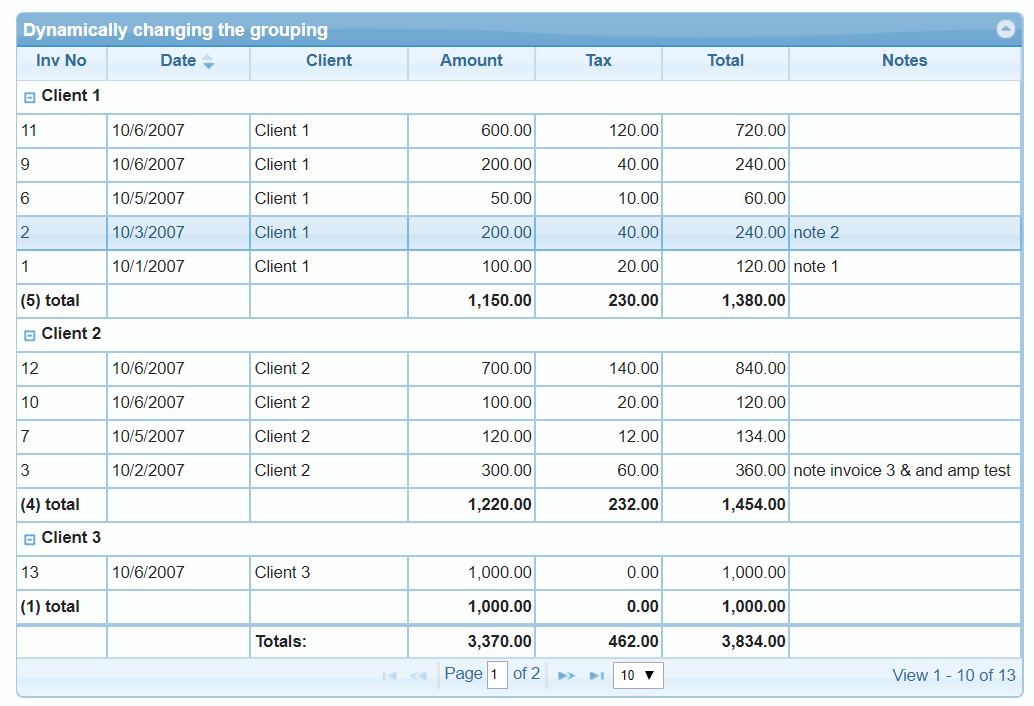 Dynamically changing the grouping
Inv No Date Client Amount Tax Total Notes
Client 1
11 10/6/2007 Client 1 600.00 120.00 720.00
9 10/6/2007 Client 1 200.00 40.00 240.00
6 10/5/2007 Client 1 50.00 10.00 60.00
2 10/3/2007 Client 1 200.00 40.00 240.00 note 2
1 10/1/2007 Client 1 100.00 20.00 120.00 note 1
(5) total 1,150.00 230.00 1,380.00
Client 2
12 10/6/2007 Client 2 700.00 140.00 840.00
10 10/6/2007 Client 2 100.00 20.00 120.00
7 10/5/2007 Client 2 120.00 12.00 134.00
3 10/2/2007 Client 2 300.00 60.00 360.00 note invoice 3 & and amp test
(4) total 1,220.00 232.00 1,454.00
Client 3
13 10/6/2007 Client 3 1,000.00 0.00 1,000.00
(1) total 1,000.00 0.00 1,000.00
Totals: 3,370.00 462.00 3,834.00
Page 1 of 2 10 View 1 - 10 of 13